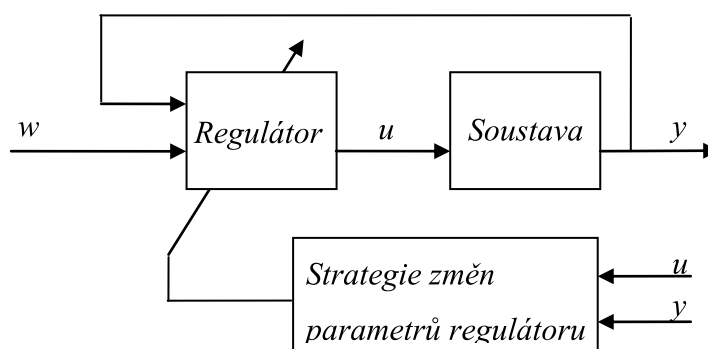 w
Regulátor
u
Soustava
y
Strategie změn
parametrů regulátoru
u
y